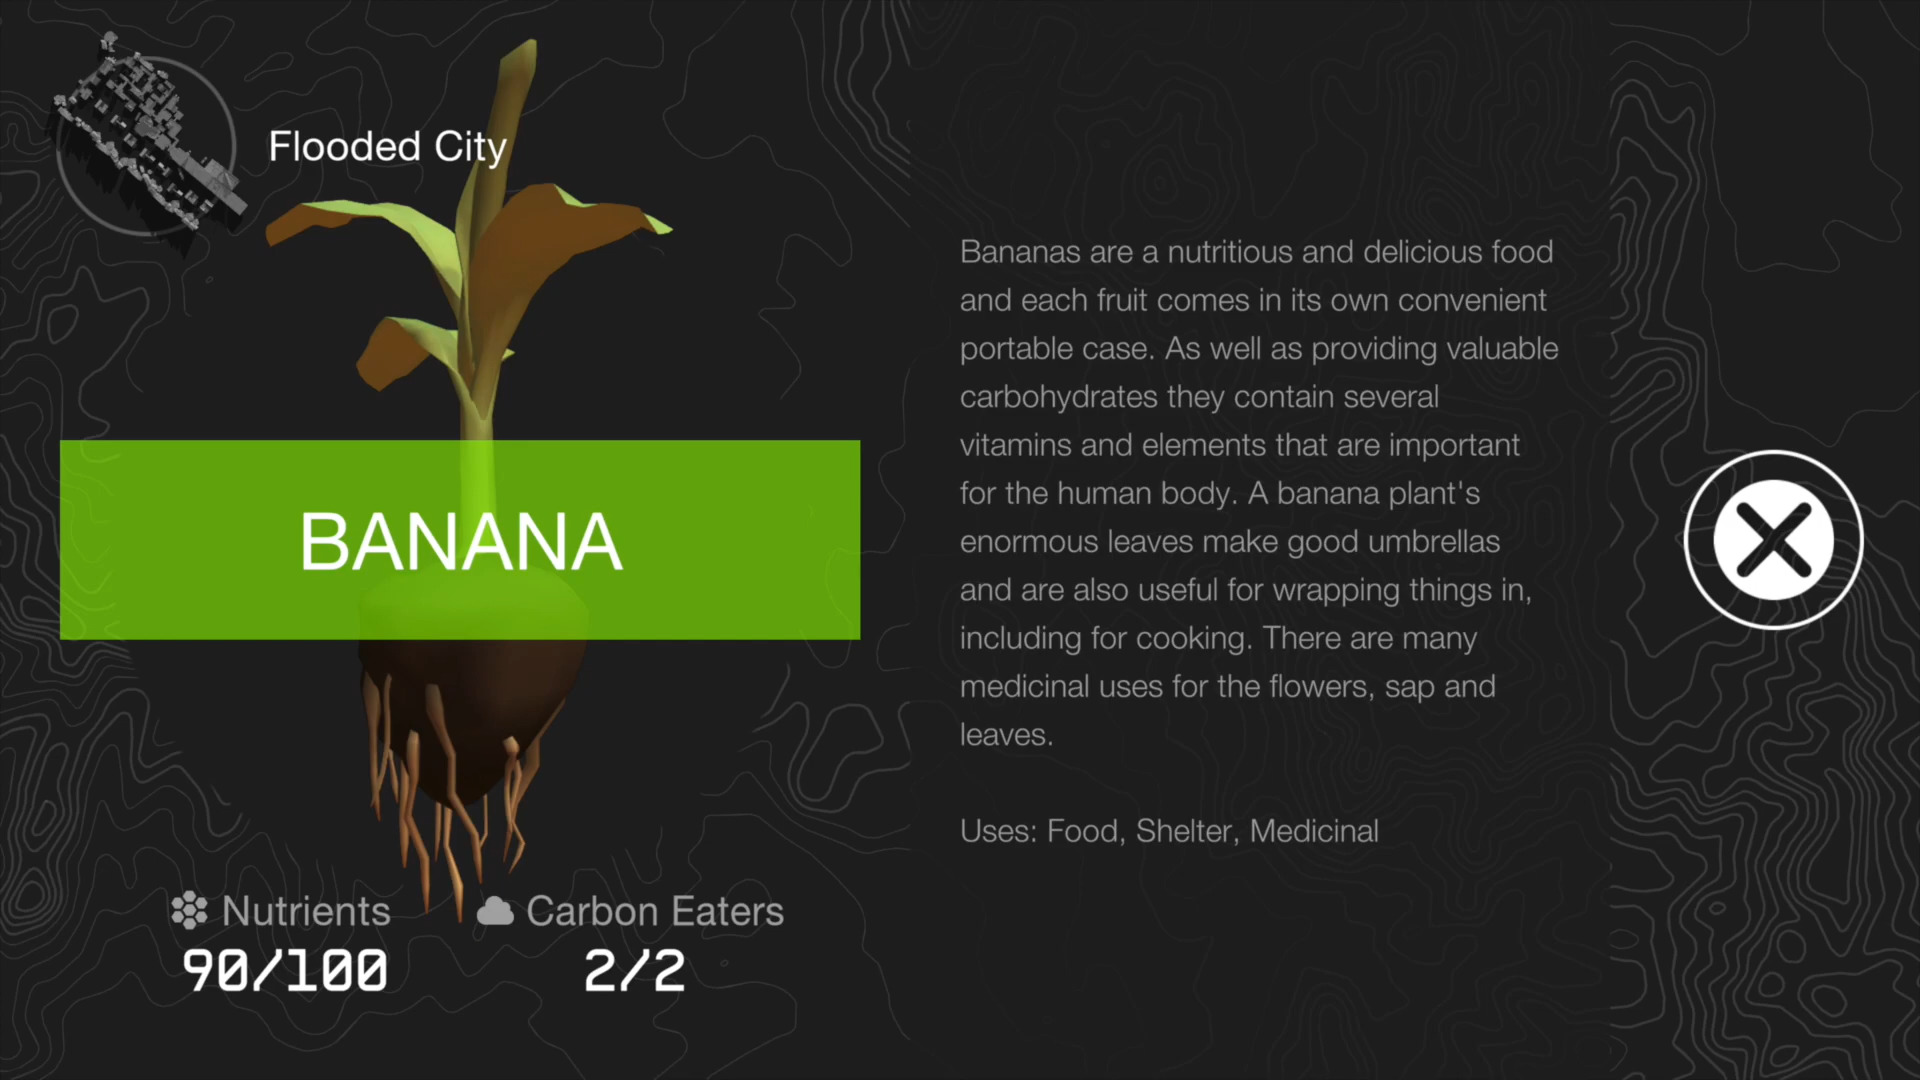 Flooded City
BANANA
Nutrients
90/100
Carbon Eaters
2/2
Bananas are a nutritious and delicious food
and each fruit comes in its own convenient
portable case. As well as providing valuable
carbohydrates they contain several
vitamins and elements that are important
for the human body. A banana plant's
enormous leaves make good umbrellas
and are also useful for wrapping things in,
including for cooking. There are many
medicinal uses for the flowers, sap and
leaves.
Uses: Food, Shelter, Medicinal